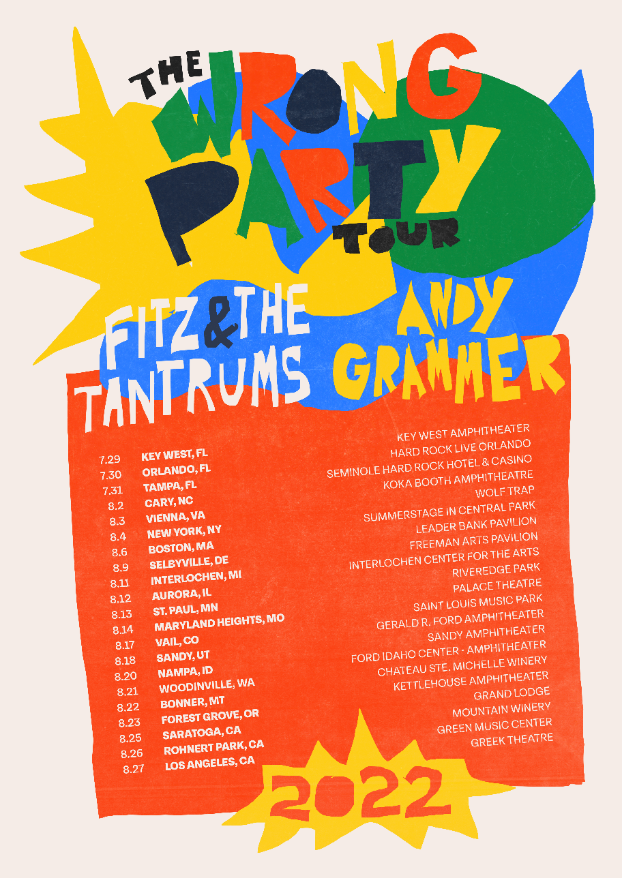 THE
WRONG
PARTY
TOUR
FITZ & THE
TANTRUMS
ANDY
GRAMMER
7.29 KEY WEST, FL KEY WEST AMPHITHEATER
7.30 ORLANDO, FL HARD ROCK LIVE ORLANDO
7.31 TAMPA, FL SEMINOLE HARD ROCK HOTEL & CASINO
8.2 CARY, NC KOKA BOOTH AMPHITHEATRE
8.3 VIENNA, VA WOLF TRAP
8.4 NEW YORK, NY SUMMERSTAGE IN CENTRAL PARK
8.6 BOSTON, MA LEADER BANK PAVILION
8.9 SELBYVILLE, DE FREEMAN ARTS PAVILION
8.11 INTERLOCHEN, MI INTERLOCHEN CENTER FOR THE ARTS
8.12 AURORA, IL RIVEREDGE PARK
8.13 ST. PAUL, MN PALACE THEATRE
8.14 MARYLAND HEIGHTS, MO SAINT LOUIS MUSIC PARK
8.17 VAIL, CO GERALD R. FORD AMPHITHEATER
8.18 SANDY, UT SANDY AMPHITHEATER
8.20 NAMPA, ID FORD IDAHO CENTER - AMPHITHEATER
8.21 WOODINVILLE, WA CHATEAU STE. MICHELLE WINERY
8.22 BONNER, MT KETTLEHOUSE AMPHITHEATER
8.23 FOREST GROVE, OR GRAND LODGE
8.25 SARATOGA, CA MOUNTAIN WINERY
8.26 ROHNERT PARK, CA GREEN MUSIC CENTER
8.27 LOS ANGELES, CA GREEK THEATRE
2022